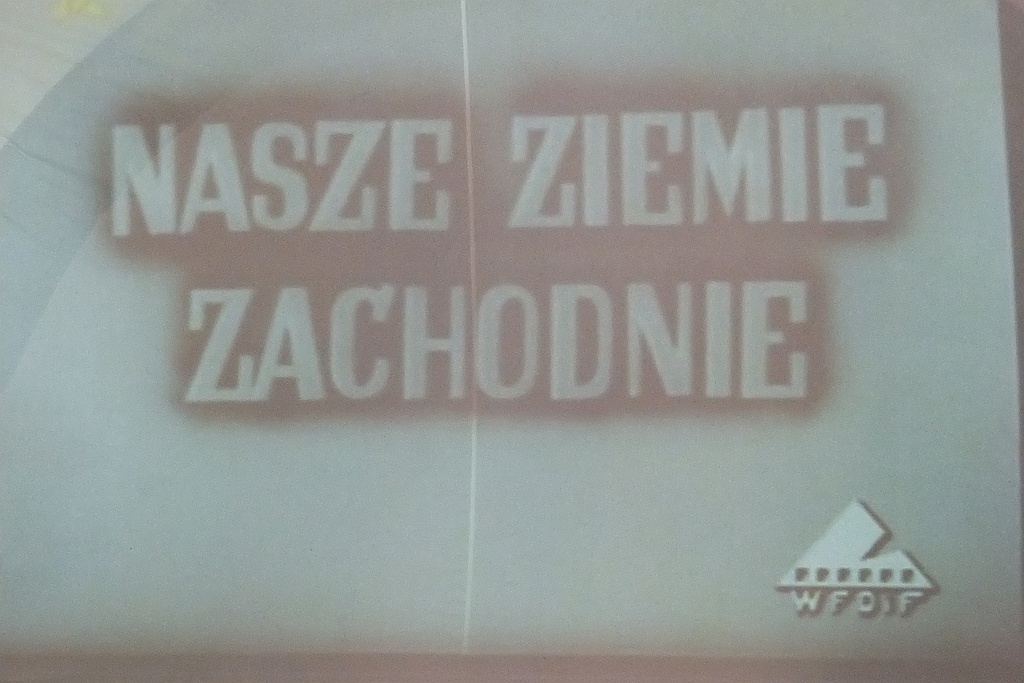 NASZE ZIEMIE
ZACHODNIE
WFDiF